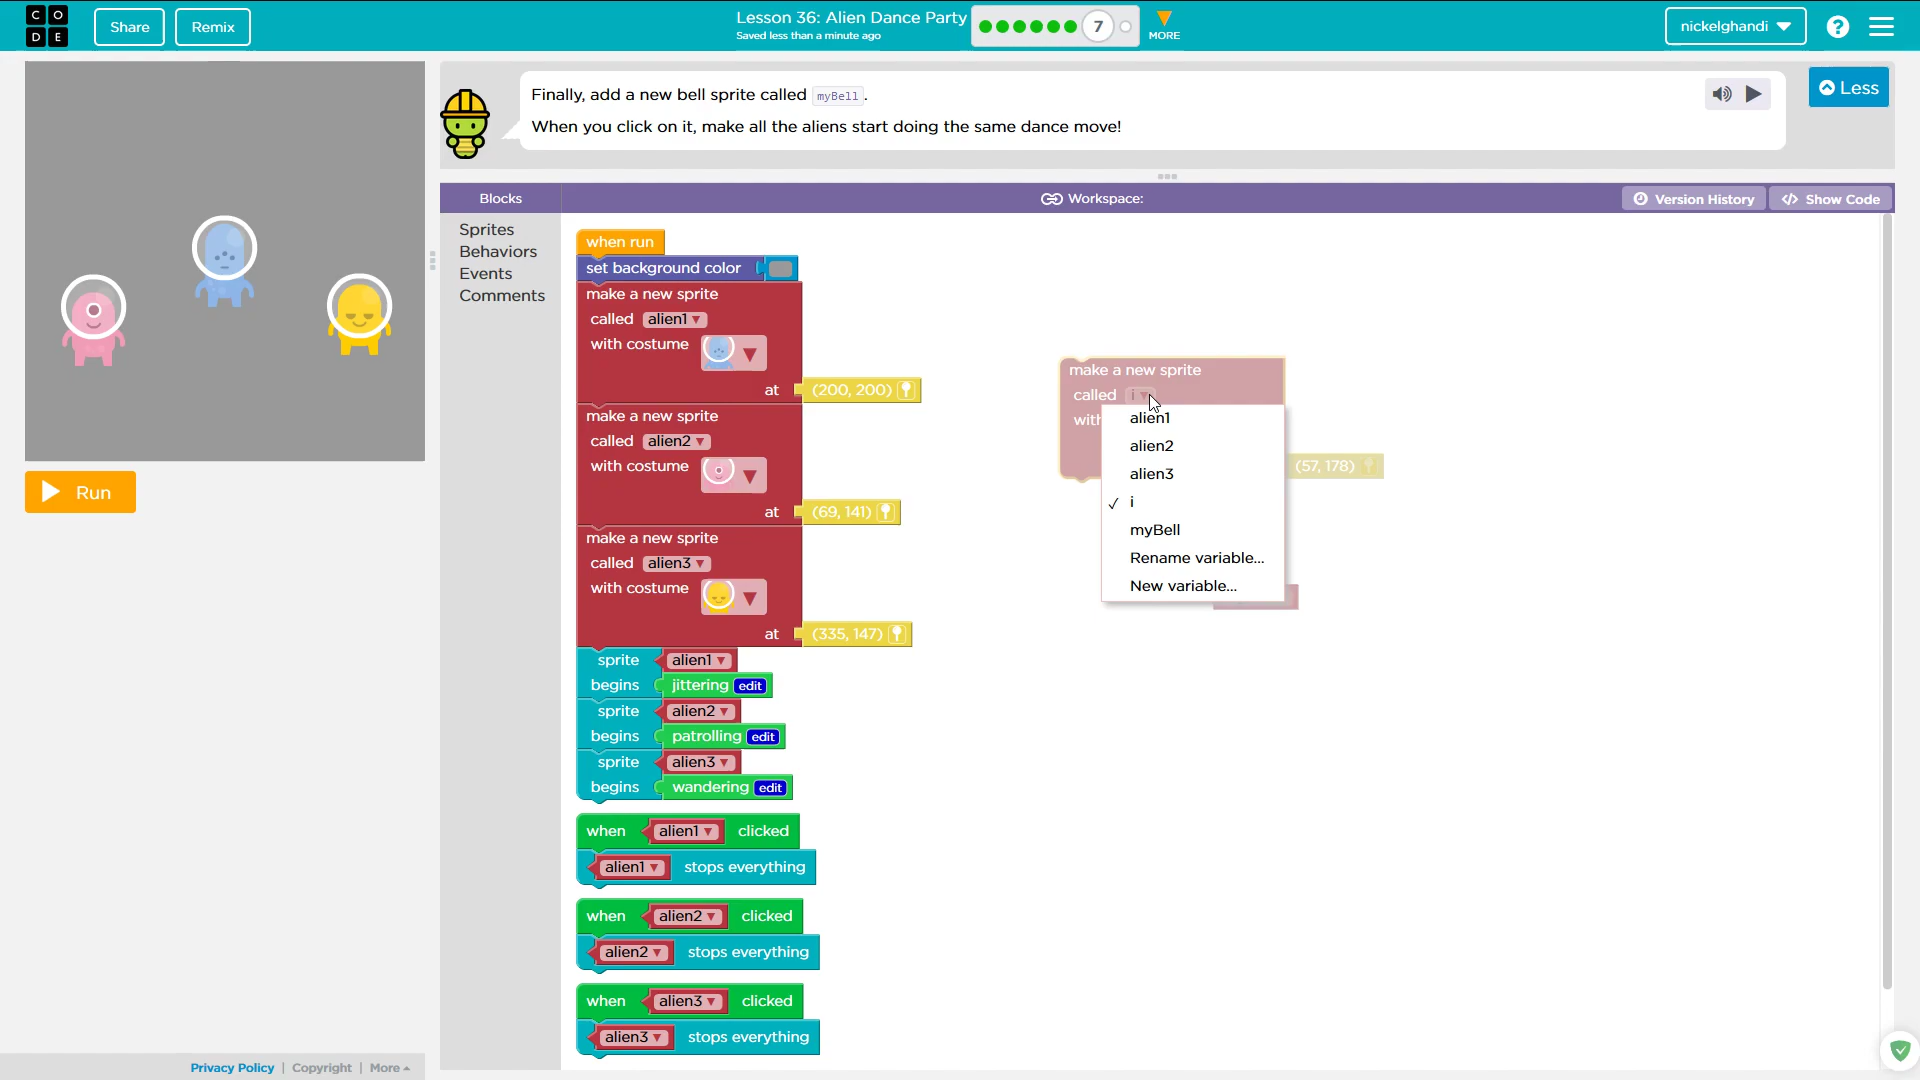 C O
D E
Share
Remix
Lesson 36: Alien Dance Party
Saved less than a minute ago
7
MORE
nickelghandi
?
Finally, add a new bell sprite called myBell.
When you click on it, make all the aliens start doing the same dance move!
Less
Blocks
Workspace:
Version History
Show Code
Sprites
Behaviors
Events
Comments
Run
when run
set background color
make a new sprite
called alien1
with costume
at (200, 200)
make a new sprite
called alien2
with costume
at (69, 141)
make a new sprite
called alien3
with costume
at (335, 147)
sprite alien1
begins jittering edit
sprite alien2
begins patrolling edit
sprite alien3
begins wandering edit
when alien1 clicked
alien1 stops everything
when alien2 clicked
alien2 stops everything
when alien3 clicked
alien3 stops everything
make a new sprite
called i
with
(57, 178)
alien1
alien2
alien3
✓ i
myBell
Rename variable...
New variable...
Privacy Policy | Copyright | More